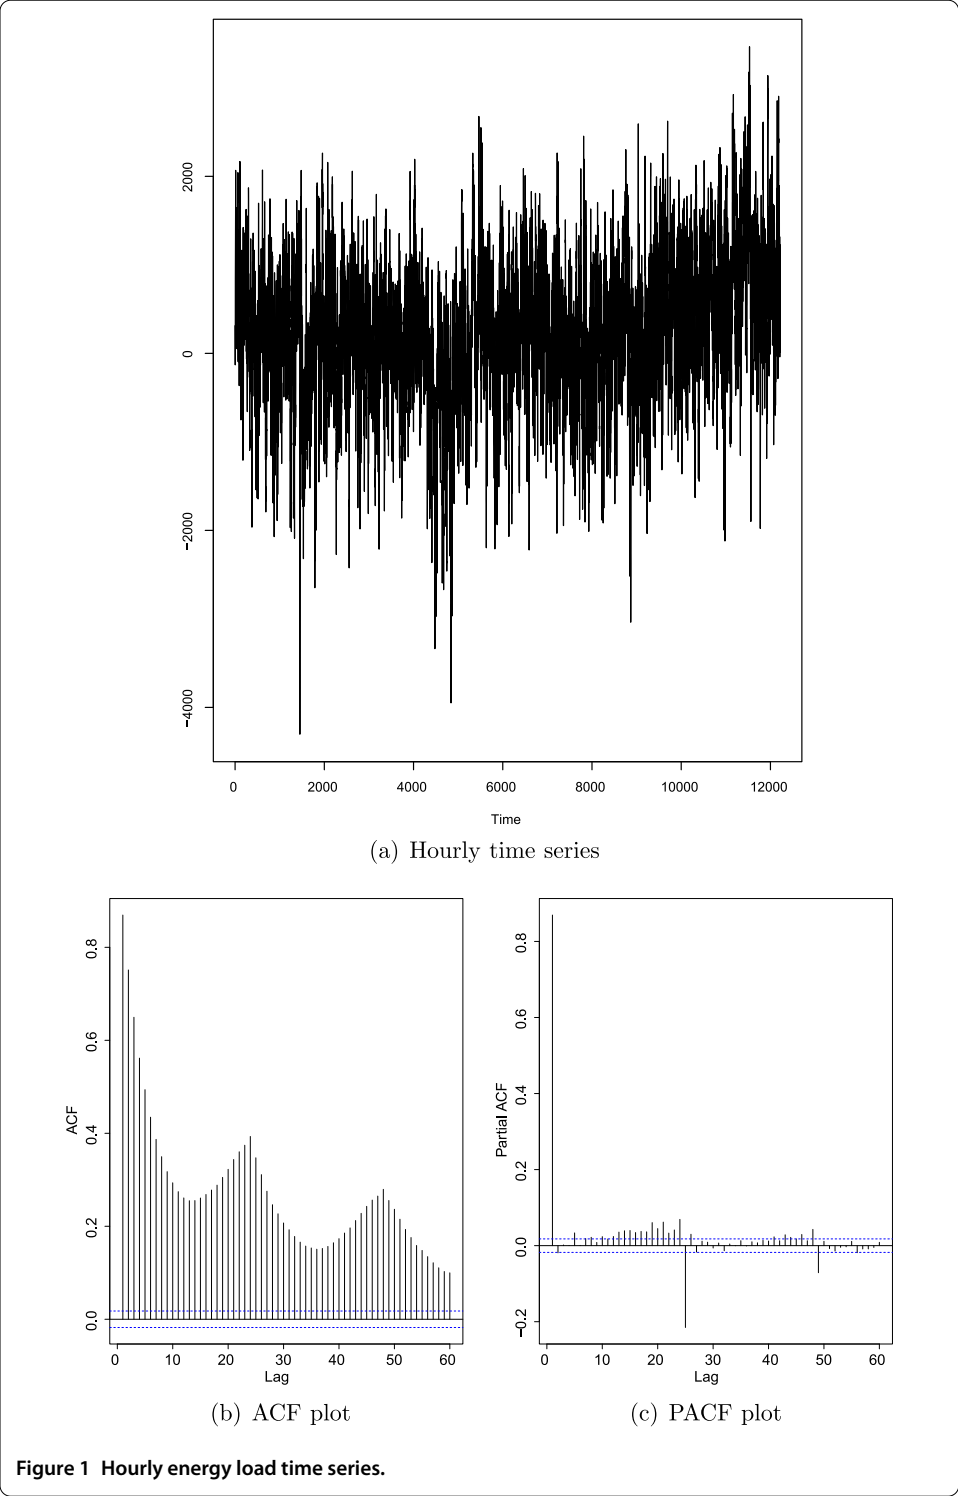 2000
0
−2000
−4000
0 2000 4000 6000 8000 10000 12000
Time
(a) Hourly time series
ACF
0.8
0.6
0.4
0.2
0.0
0 10 20 30 40 50 60
Lag
(b) ACF plot
Partial ACF
0.8
0.6
0.4
0.2
0.0
−0.2
0 10 20 30 40 50 60
Lag
(c) PACF plot
Figure 1 Hourly energy load time series.